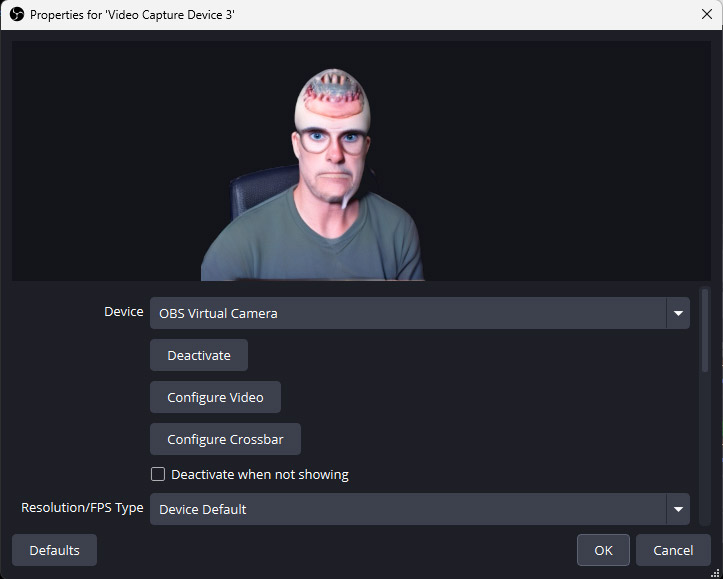 Properties for 'Video Capture Device 3'
Device
OBS Virtual Camera
Deactivate
Configure Video
Configure Crossbar
Deactivate when not showing
Resolution/FPS Type
Device Default
Defaults
OK
Cancel